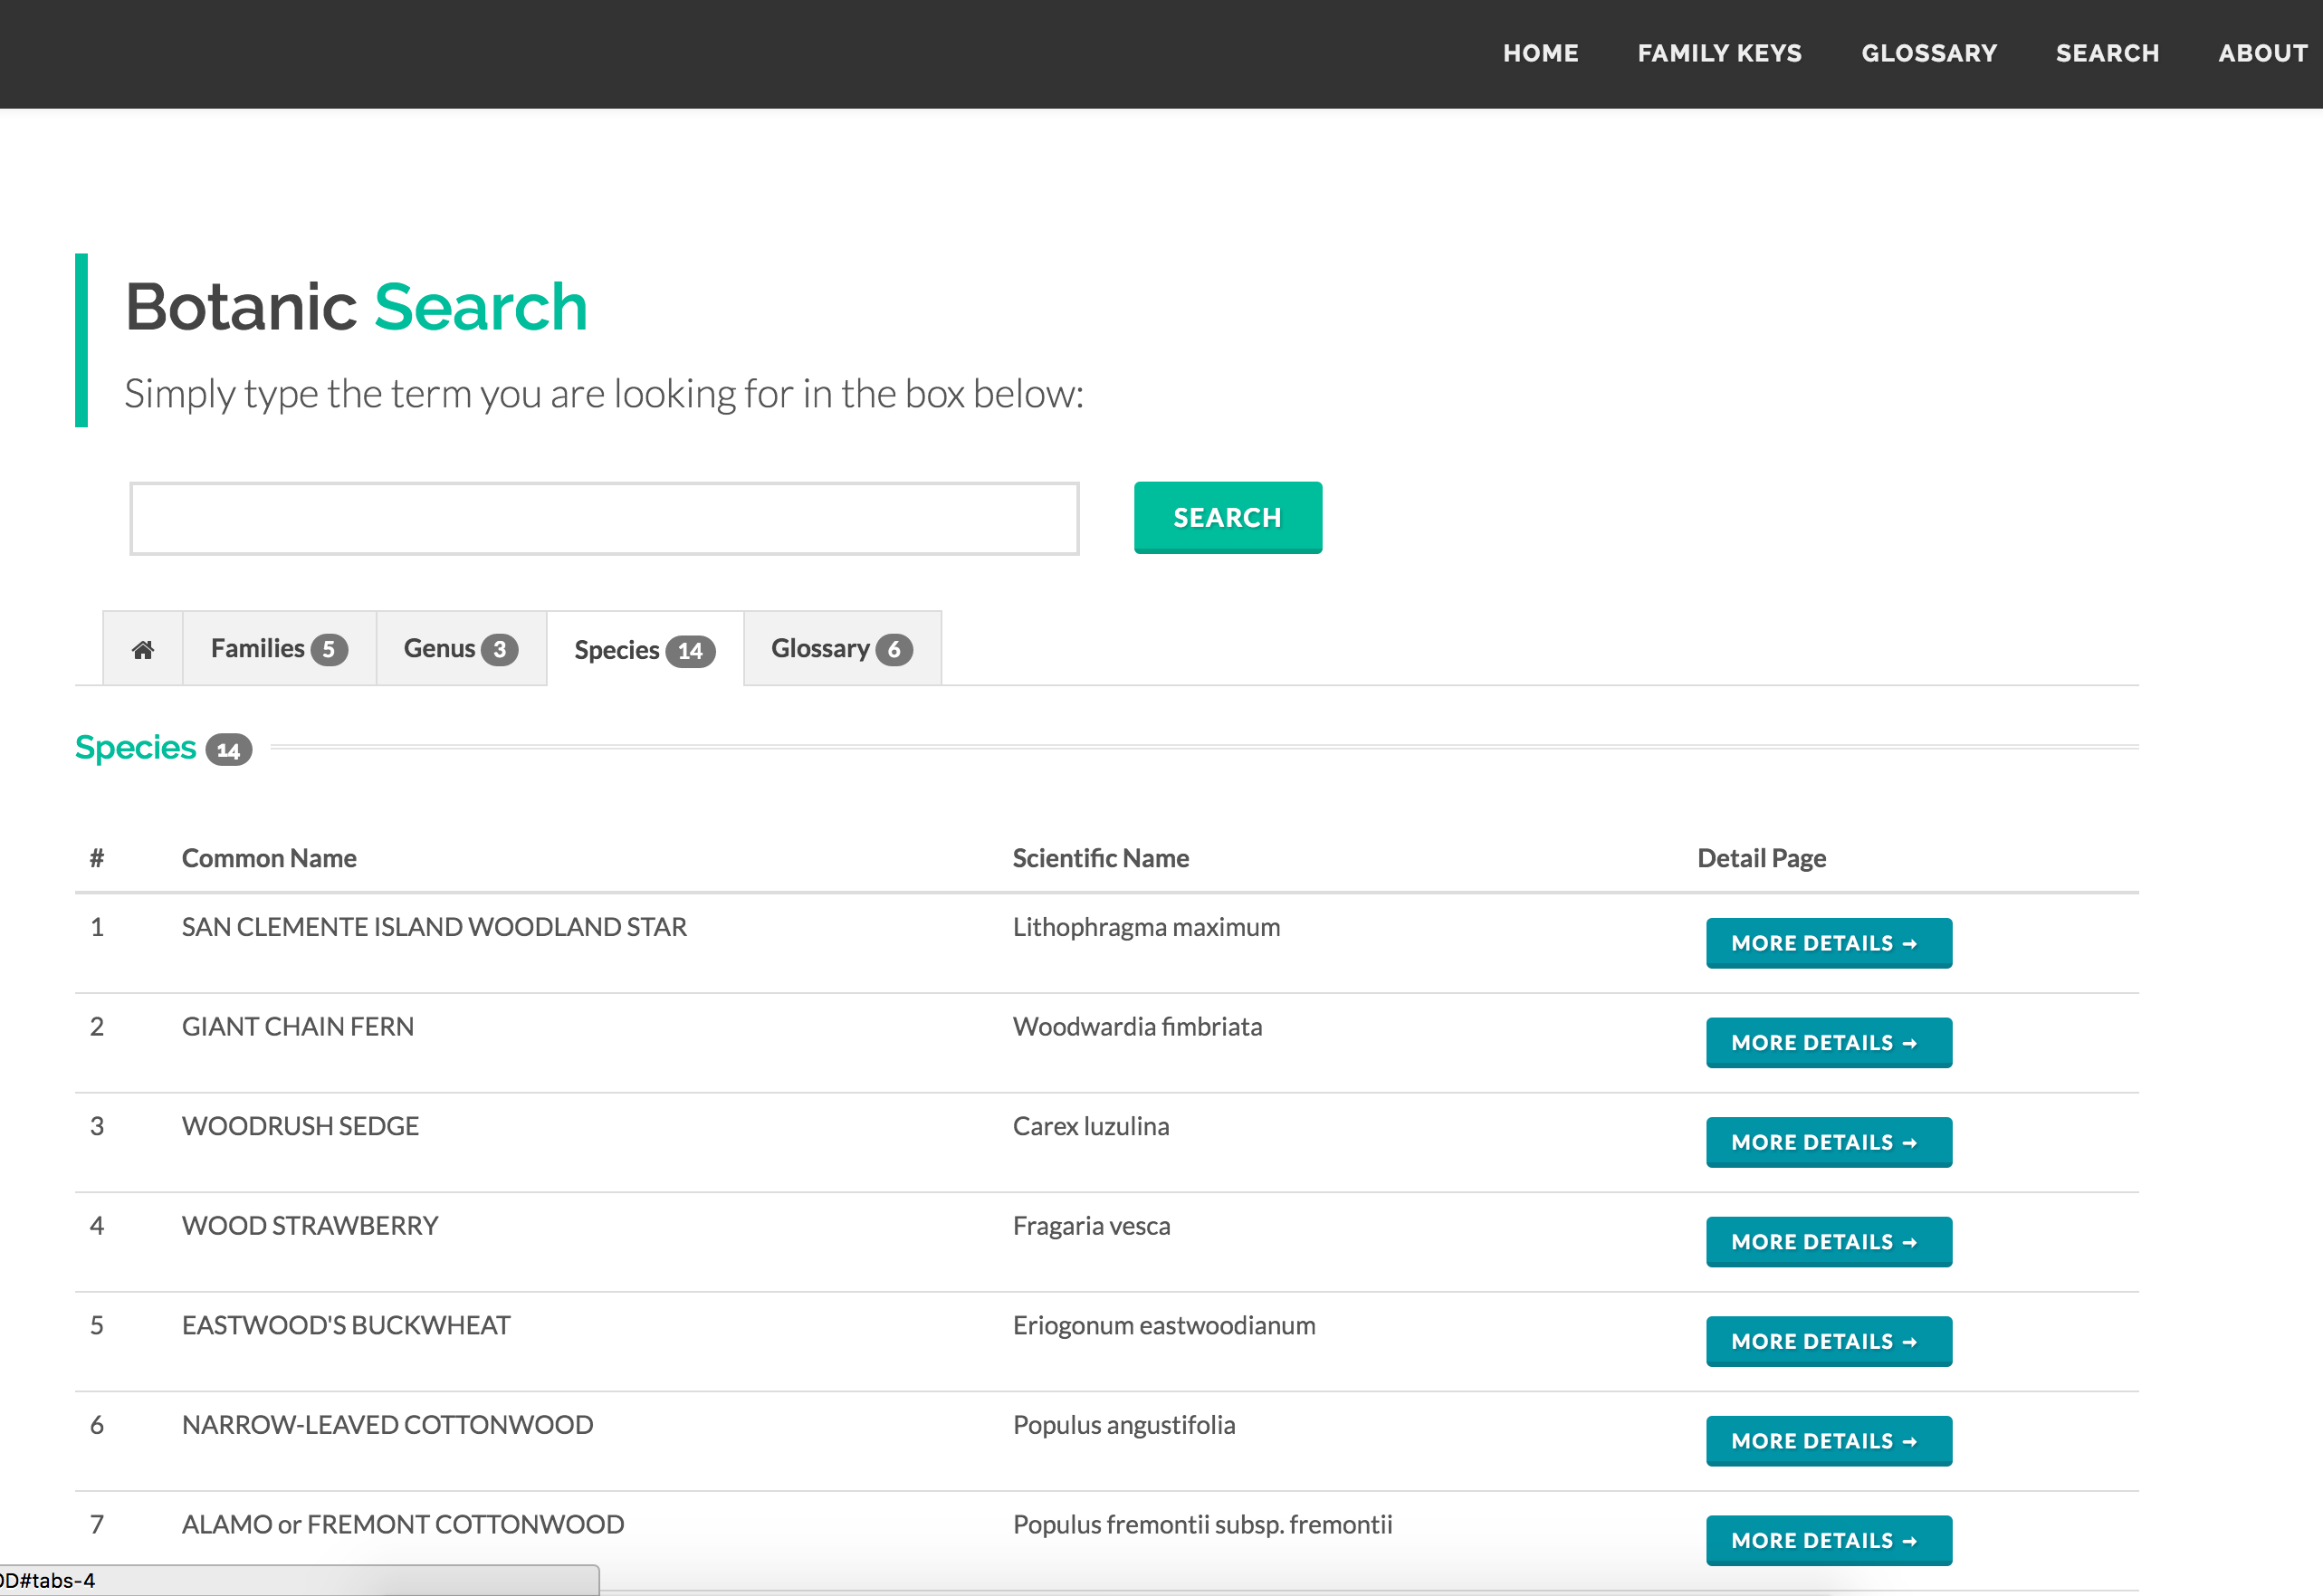 HOME FAMILY KEYS GLOSSARY SEARCH ABOUT
Botanic Search
Simply type the term you are looking for in the box below:
SEARCH
Families 5 Genus 3 Species 14 Glossary 6
Species 14
# Common Name Scientific Name Detail Page
1 SAN CLEMENTE ISLAND WOODLAND STAR Lithophragma maximum MORE DETAILS →
2 GIANT CHAIN FERN Woodwardia fimbriata MORE DETAILS →
3 WOODRUSH SEDGE Carex luzulina MORE DETAILS →
4 WOOD STRAWBERRY Fragaria vesca MORE DETAILS →
5 EASTWOOD'S BUCKWHEAT Eriogonum eastwoodianum MORE DETAILS →
6 NARROW-LEAVED COTTONWOOD Populus angustifolia MORE DETAILS →
7 ALAMO or FREMONT COTTONWOOD Populus fremontii subsp. fremontii MORE DETAILS →
OD#tabs-4